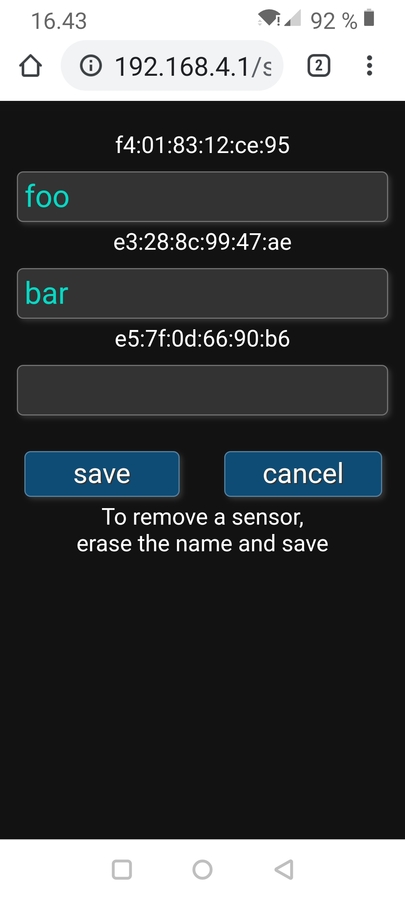 16.43 92 %
192.168.4.1/s 2
f4:01:83:12:ce:95
foo
e3:28:8c:99:47:ae
bar
e5:7f:0d:66:90:b6
save cancel
To remove a sensor,
erase the name and save